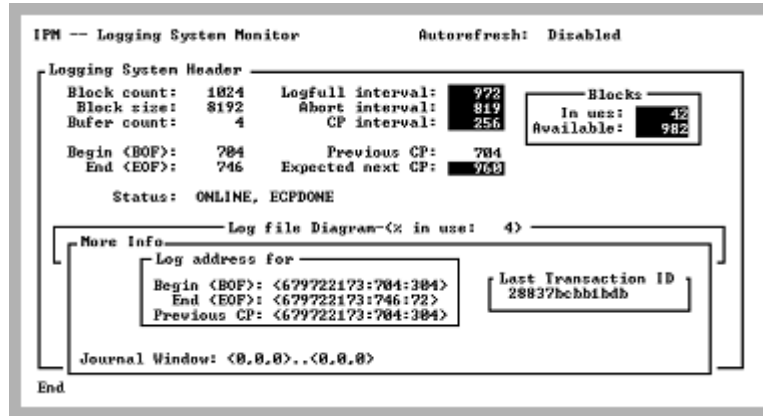 IPM -- Logging System Monitor Autorefresh: Disabled
Logging System Header
Block count: 1024 Logfull interval: 972
Block size: 8192 Abort interval: 819
Bufer count: 4 CP interval: 256
Blocks
In ues: 42
Available: 982
Begin <BOF>: 704 Previous CP: 704
End <EOF>: 746 Expected next CP: 960
Status: ONLINE, ECPDONE
Log file Diagram-<% in use: 4>
More Info
Log address for
Begin <BOF>: <679722173:704:304>
End <EOF>: <679722173:746:72>
Previous CP: <679722173:704:304>
Last Transaction ID
28837bcbb1bdb
Journal Window: <0,0,0>..<0,0,0>
End